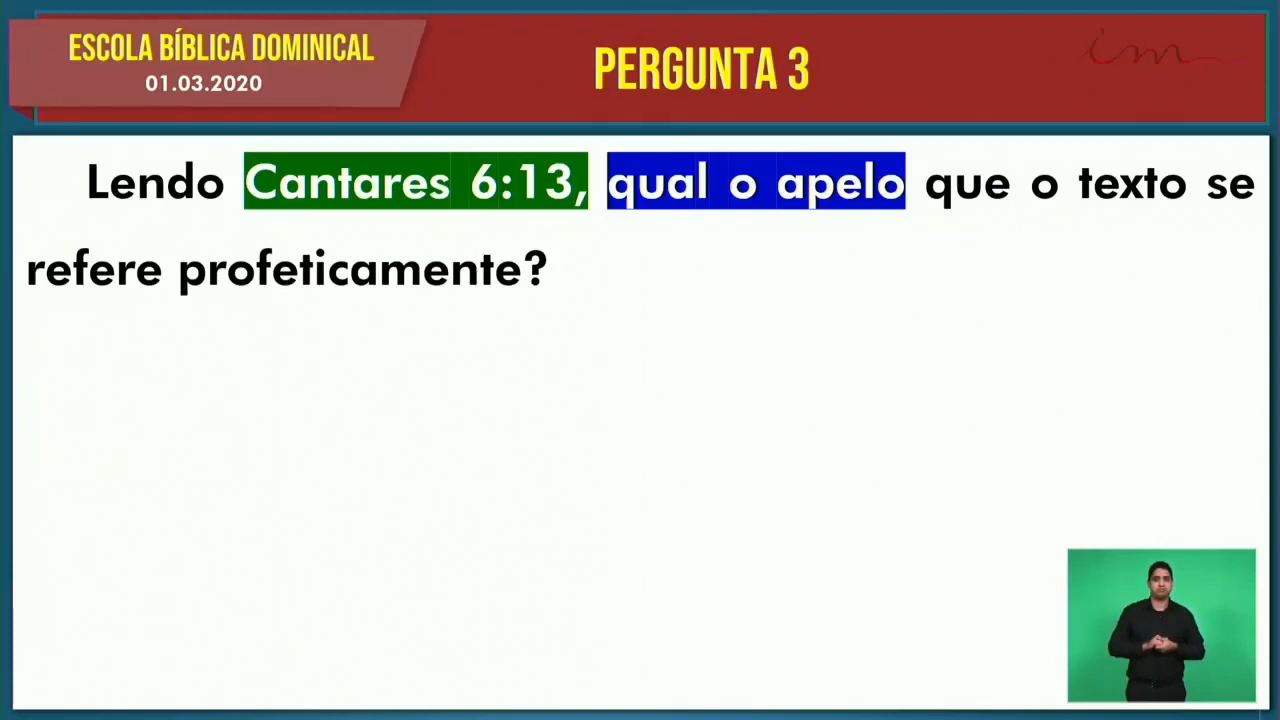 ESCOLA BÍBLICA DOMINICAL
01.03.2020
PERGUNTA 3
im
Lendo Cantares 6:13, qual o apelo que o texto se
refere profeticamente?